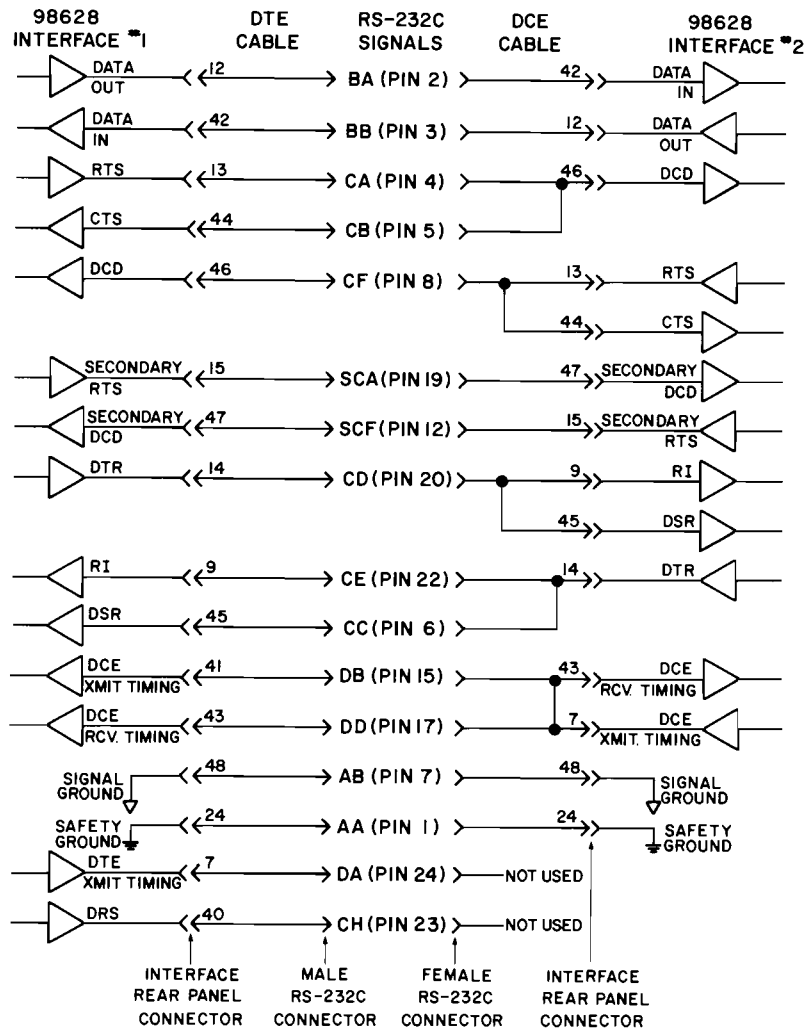 98628 INTERFACE #1 DTE CABLE RS-232C SIGNALS DCE CABLE 98628 INTERFACE #2
DATA OUT 12 BA (PIN 2) 42 DATA IN
DATA IN 42 BB (PIN 3) 12 DATA OUT
RTS 13 CA (PIN 4) 46 DCD
CTS 44 CB (PIN 5)
DCD 46 CF (PIN 8) 13 RTS
44 CTS
SECONDARY RTS 15 SCA (PIN 19) 47 SECONDARY DCD
SECONDARY DCD 47 SCF (PIN 12) 15 SECONDARY RTS
DTR 14 CD (PIN 20) 9 RI
45 DSR
RI 9 CE (PIN 22) 14 DTR
DSR 45 CC (PIN 6)
DCE XMIT TIMING 41 DB (PIN 15) 43 DCE RCV. TIMING
DCE RCV. TIMING 43 DD (PIN 17) 7 DCE XMIT. TIMING
SIGNAL GROUND 48 AB (PIN 7) 48 SIGNAL GROUND
SAFETY GROUND 24 AA (PIN 1) 24 SAFETY GROUND
DTE XMIT TIMING 7 DA (PIN 24) NOT USED
DRS 40 CH (PIN 23) NOT USED
INTERFACE REAR PANEL CONNECTOR MALE RS-232C CONNECTOR FEMALE RS-232C CONNECTOR INTERFACE REAR PANEL CONNECTOR